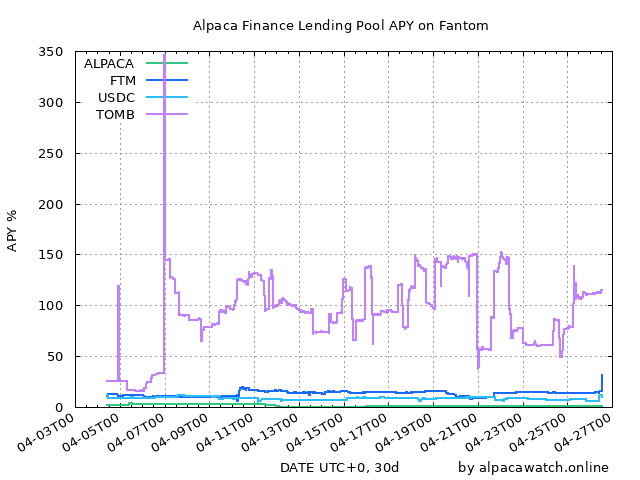 Alpaca Finance Lending Pool APY on Fantom
350
300
250
200
150
100
50
0
APY %
ALPACA
FTM
USDC
TOMB
04-03T00
04-05T00
04-07T00
04-09T00
04-11T00
04-13T00
04-15T00
04-17T00
04-19T00
04-21T00
04-23T00
04-25T00
04-27T00
DATE UTC+0, 30d
by alpacawatch.online